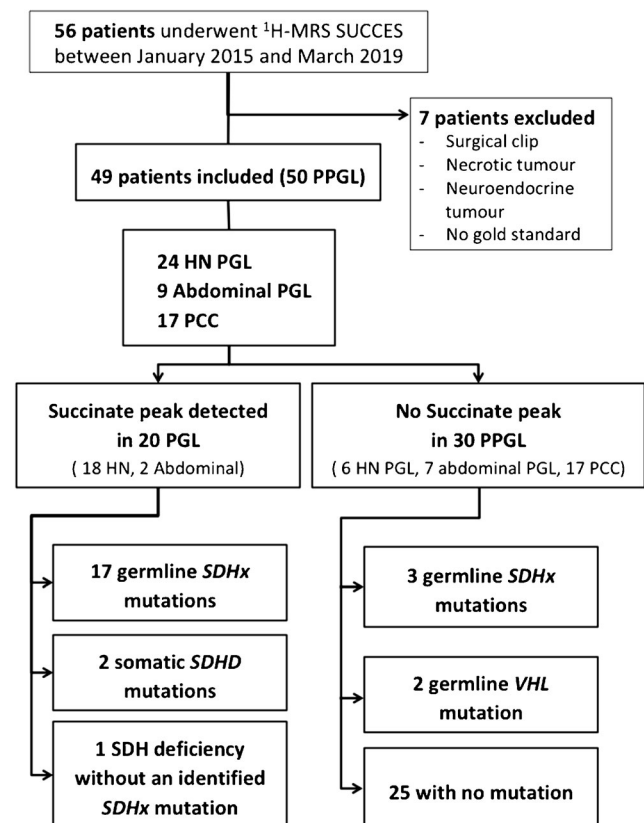 56 patients underwent ¹H-MRS SUCCES
between January 2015 and March 2019
7 patients excluded
- Surgical clip
- Necrotic tumour
- Neuroendocrine
tumour
- No gold standard
49 patients included (50 PPGL)
24 HN PGL
9 Abdominal PGL
17 PCC
Succinate peak detected
in 20 PGL
( 18 HN, 2 Abdominal)
No Succinate peak
in 30 PPGL
( 6 HN PGL, 7 abdominal PGL, 17 PCC)
17 germline SDHx
mutations
2 somatic SDHD
mutations
1 SDH deficiency
without an identified
SDHx mutation
3 germline SDHx
mutations
2 germline VHL
mutation
25 with no mutation